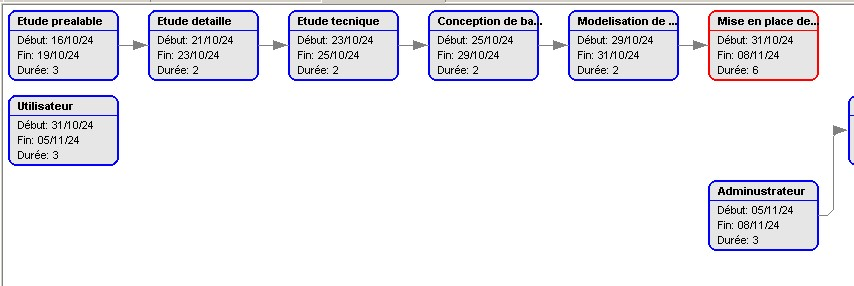 Etude prealable
Début: 16/10/24
Fin: 19/10/24
Durée: 3
Etude detaille
Début: 21/10/24
Fin: 23/10/24
Durée: 2
Etude tecnique
Début: 23/10/24
Fin: 25/10/24
Durée: 2
Conception de ba...
Début: 25/10/24
Fin: 29/10/24
Durée: 2
Modelisation de ...
Début: 29/10/24
Fin: 31/10/24
Durée: 2
Mise en place de...
Début: 31/10/24
Fin: 08/11/24
Durée: 6
Utilisateur
Début: 31/10/24
Fin: 05/11/24
Durée: 3
Adminustrateur
Début: 05/11/24
Fin: 08/11/24
Durée: 3